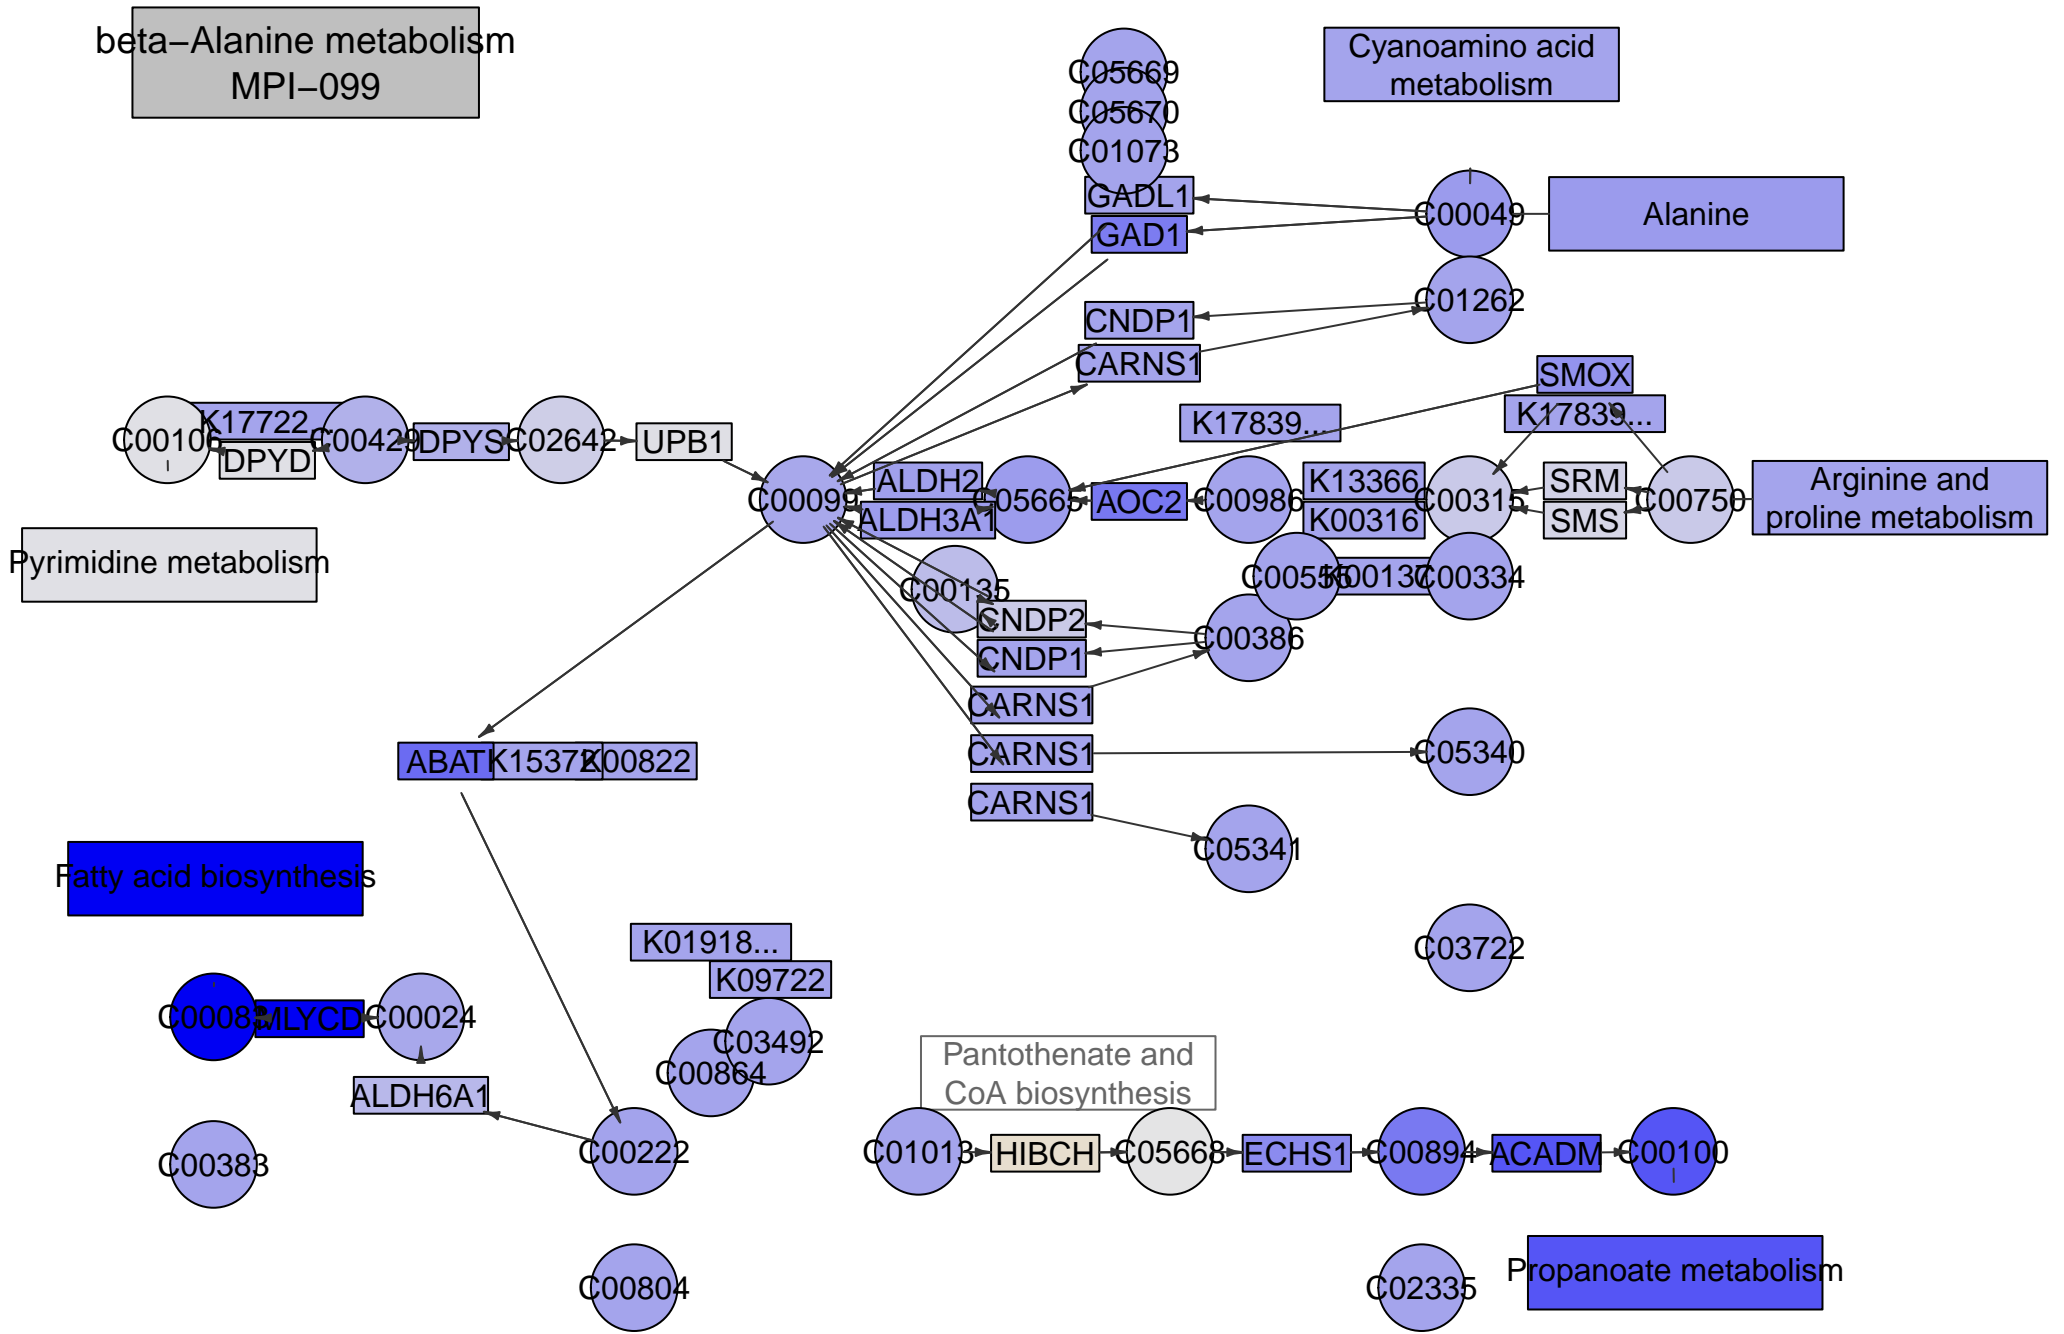 beta−Alanine metabolism
MPI−099
C05669
C05670
C01073
Cyanoamino acid
metabolism
GADL1
GAD1
C00049
Alanine
C01262
CNDP1
CARNS1
SMOX
K17839...
K17839...
C00106
K17722...
DPYD
C00429
DPYS
C02642
UPB1
C00099
ALDH2
ALDH3A1
C05665
AOC2
C00986
K13366
K00316
C00315
SRM
SMS
C00750
Arginine and
proline metabolism
Pyrimidine metabolism
C00135
C00555
K00137
C00334
CNDP2
CNDP1
C00386
CARNS1
CARNS1
CARNS1
C05340
C05341
ABAT
K15372
K00822
Fatty acid biosynthesis
K01918...
K09722
C03722
C00083
MLYCD
C00024
C03492
C00864
ALDH6A1
Pantothenate and
CoA biosynthesis
C00383
C00222
C01013
HIBCH
C05668
ECHS1
C00894
ACADM
C00100
C00804
C02335
Propanoate metabolism